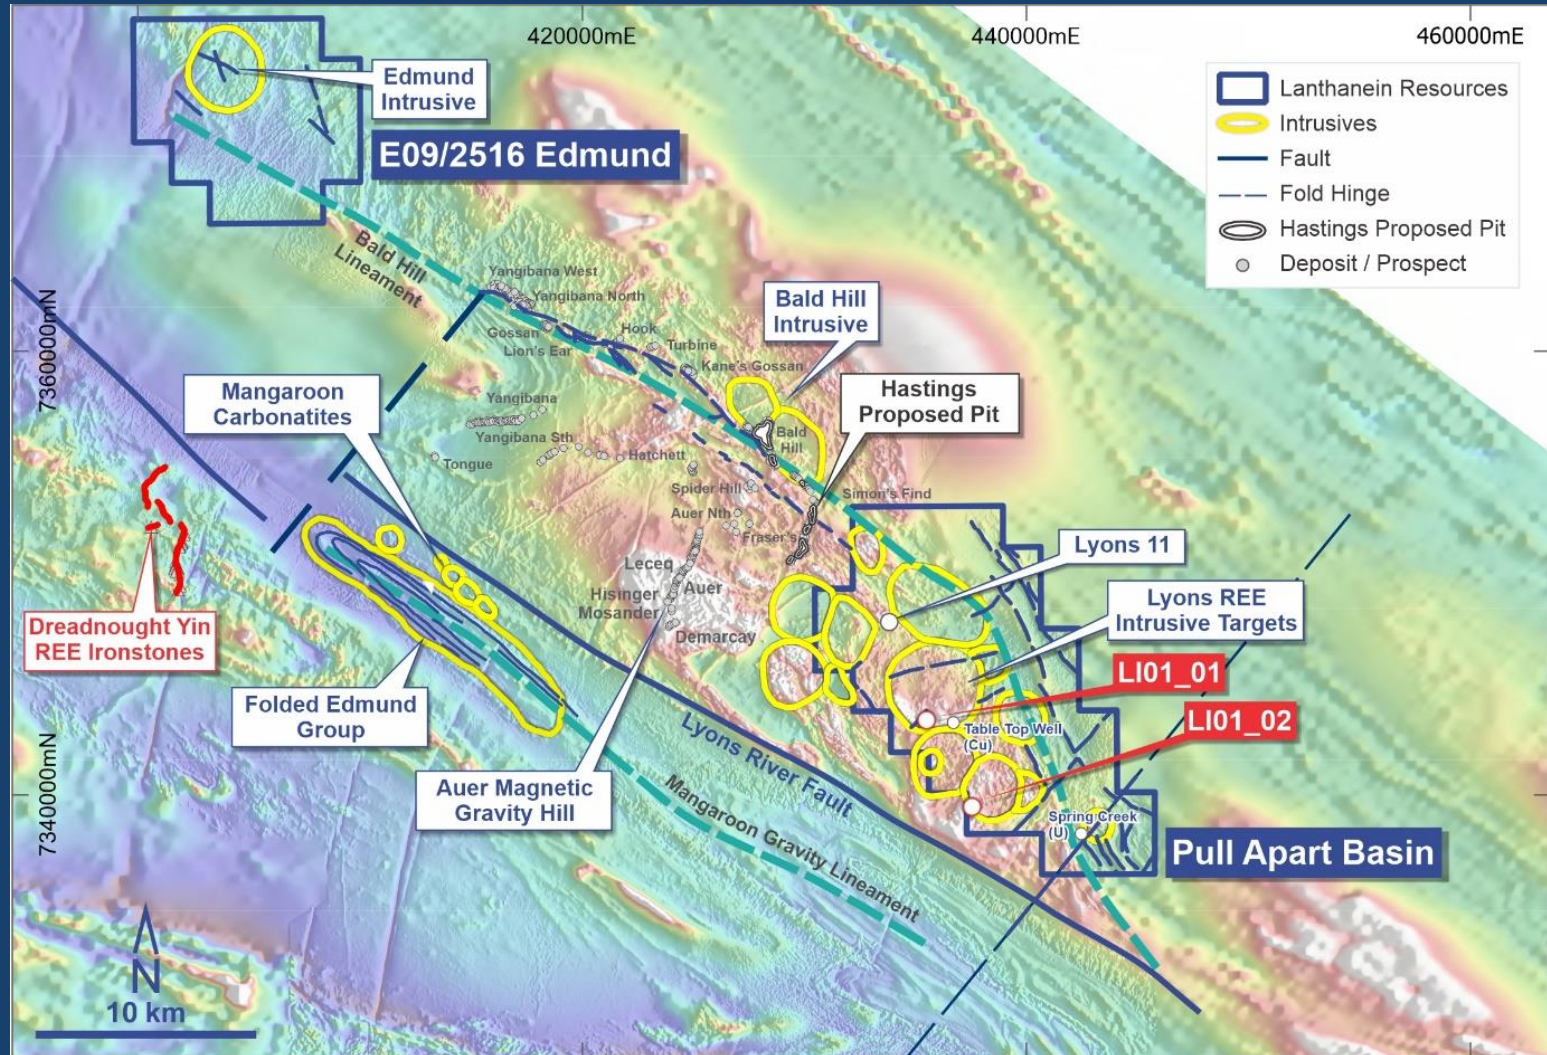 420000mE
440000mE
460000mE
Lanthanein Resources
Intrusives
Fault
Fold Hinge
Hastings Proposed Pit
Deposit / Prospect
Edmund
Intrusive
E09/2516 Edmund
Bald Hill
Lineament
7360000mN
7340000mN
Yangibana West
Yangibana North
Gossan
Lion's Ear
Hook
Turbine
Kane's Gossan
Bald Hill
Intrusive
Hastings
Proposed Pit
Mangaroon
Carbonatites
Yangibana
Yangibana Sth
Tongue
Hatchett
Bald
Hill
Spider Hill
Simon's Find
Auer Nth
Fraser's
Leceq
Auer
Hisinger
Mosander
Demarcay
Lyons 11
Lyons REE
Intrusive Targets
LI01_01
LI01_02
Table Top Well
(Cu)
Spring Creek
(U)
Pull Apart Basin
Dreadnought Yin
REE Ironstones
Folded Edmund
Group
Auer Magnetic
Gravity Hill
Lyons River Fault
Mangaroon Gravity Lineament
N
10 km